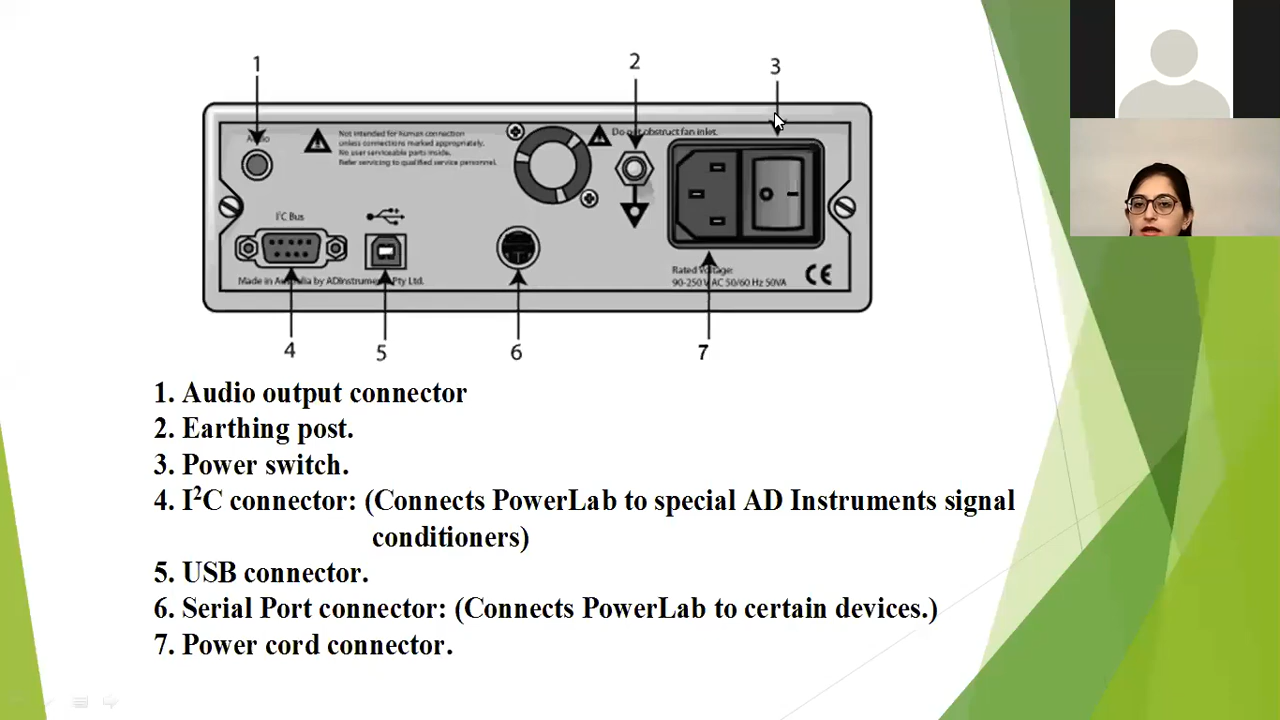 1
2
3
Audio
Not intended for human connection
unless connections marked appropriately.
No user serviceable parts inside.
Refer servicing to qualified service personnel.
Do not obstruct fan inlet.
I²C Bus
Made in Australia by ADInstruments Pty Ltd.
Rated Voltage:
90-250 V AC 50/60 Hz 50VA
CE
4
5
6
7
1. Audio output connector
2. Earthing post.
3. Power switch.
4. I²C connector: (Connects PowerLab to special AD Instruments signal
conditioners)
5. USB connector.
6. Serial Port connector: (Connects PowerLab to certain devices.)
7. Power cord connector.